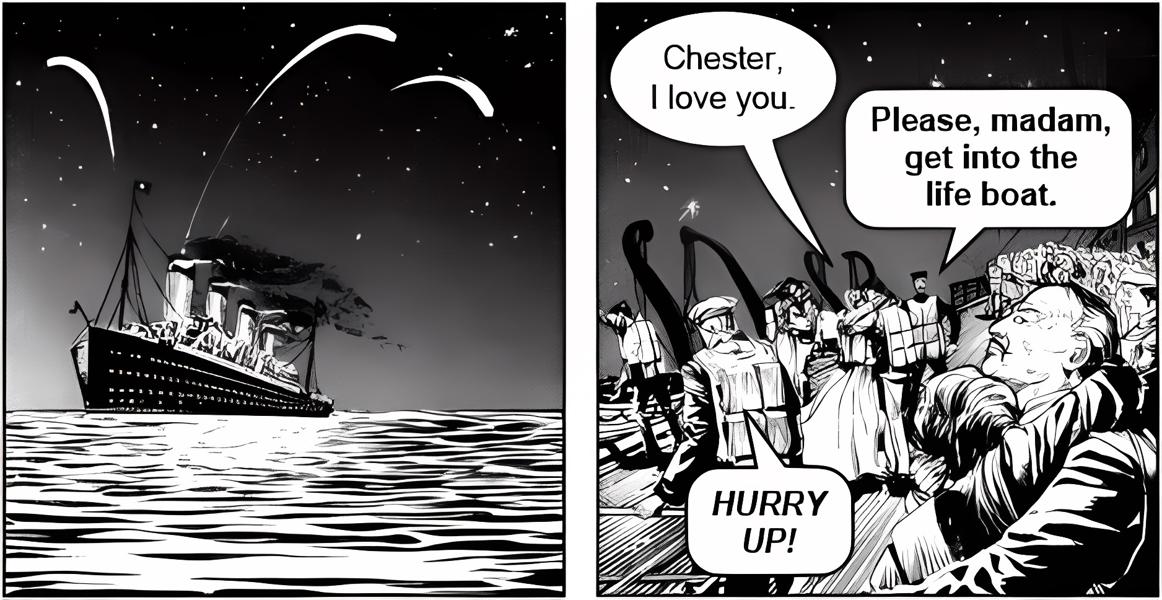 Chester,
I love you.
Please, madam,
get into the
life boat.
HURRY
UP!